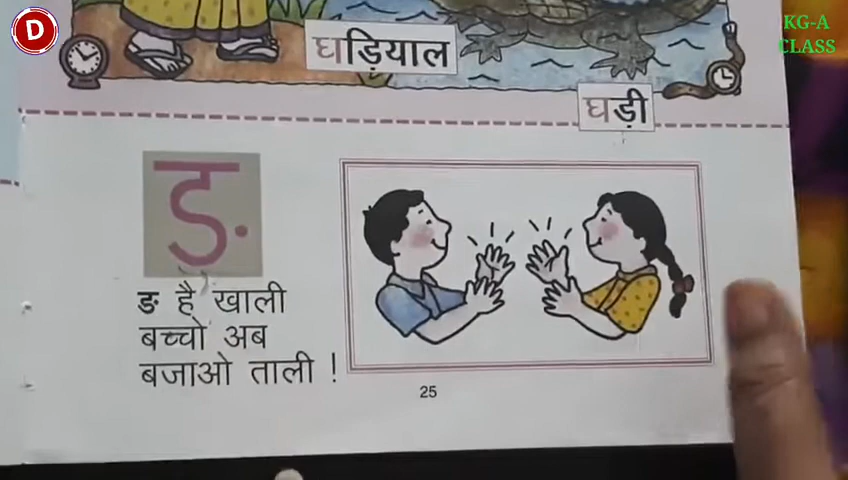 D
KG-A
CLASS
घड़ियाल
घड़ी
ङ
ङ है खाली
बच्चो अब
बजाओ ताली !
25